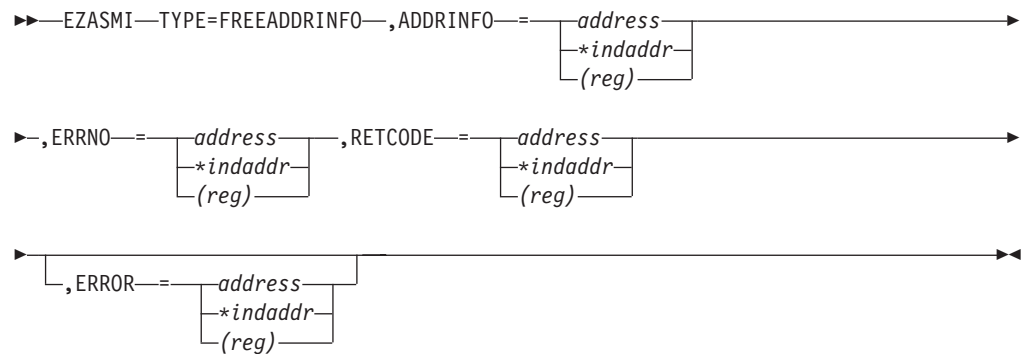 EZASMI TYPE=FREEADDRINFO ,ADDRINFO = address
*indaddr
(reg)
,ERRNO = address ,RETCODE = address
*indaddr *indaddr
(reg) (reg)
,ERROR = address
*indaddr
(reg)